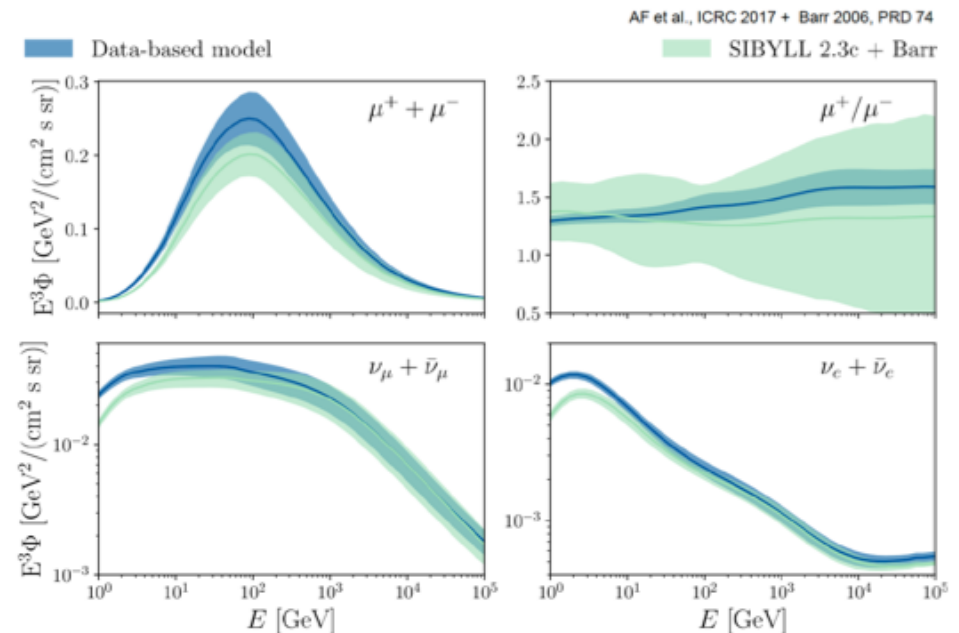 AF et al., ICRC 2017 + Barr 2006, PRD 74
Data-based model
SIBYLL 2.3c + Barr
E³Φ [GeV²/(cm² s sr)]
0.3
0.2
0.1
0.0
μ⁺ + μ⁻
2.5
2.0
1.5
1.0
0.5
μ⁺/μ⁻
E³Φ [GeV²/(cm² s sr)]
10⁻²
10⁻³
ν_μ + ν̄_μ
10⁰ 10¹ 10² 10³ 10⁴ 10⁵
E [GeV]
10⁻²
10⁻³
ν_e + ν̄_e
10⁰ 10¹ 10² 10³ 10⁴ 10⁵
E [GeV]